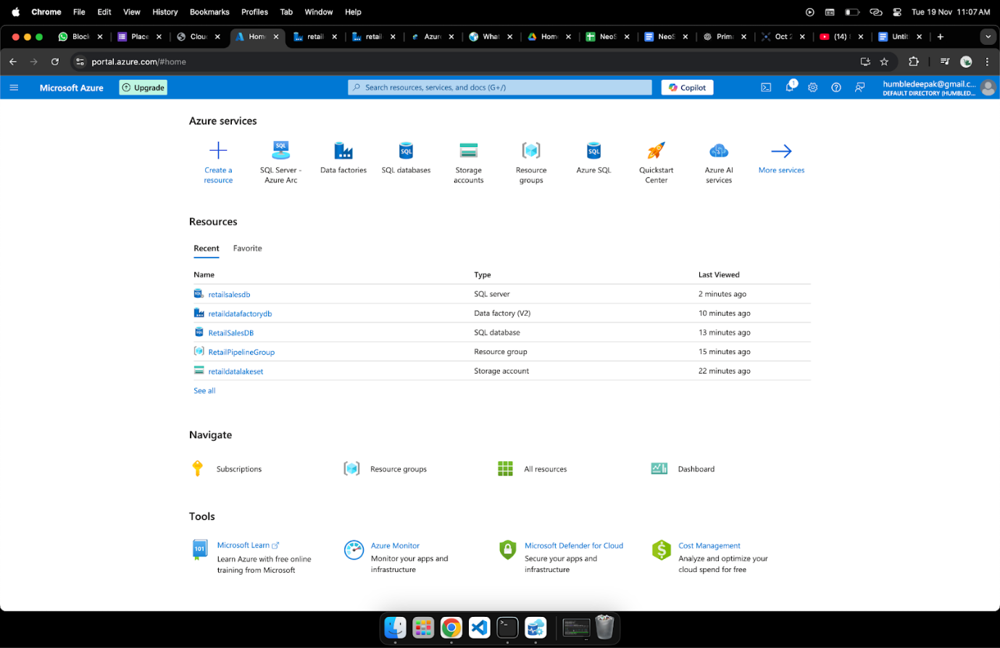 Chrome File Edit View History Bookmarks Profiles Tab Window Help Tue 19 Nov 11:07 AM
Block Place Clou Home retail retail Azure What Home NeoS NeoS Prima Oct 2 (14) Untit
portal.azure.com/#home
Microsoft Azure Upgrade Search resources, services, and docs (G+/) Copilot 1 humbledeepak@gmail.c...
DEFAULT DIRECTORY (HUMBLED...
Azure services
Create a resource
SQL Server - Azure Arc
Data factories
SQL databases
Storage accounts
Resource groups
Azure SQL
Quickstart Center
Azure AI services
More services
Resources
Recent Favorite
Name Type Last Viewed
retailsalesdb SQL server 2 minutes ago
retaildatafactorydb Data factory (V2) 10 minutes ago
RetailSalesDB SQL database 13 minutes ago
RetailPipelineGroup Resource group 15 minutes ago
retaildatalakeset Storage account 22 minutes ago
See all
Navigate
Subscriptions Resource groups All resources Dashboard
Tools
Microsoft Learn
Learn Azure with free online
training from Microsoft
Azure Monitor
Monitor your apps and
infrastructure
Microsoft Defender for Cloud
Secure your apps and
infrastructure
Cost Management
Analyze and optimize your
cloud spend for free